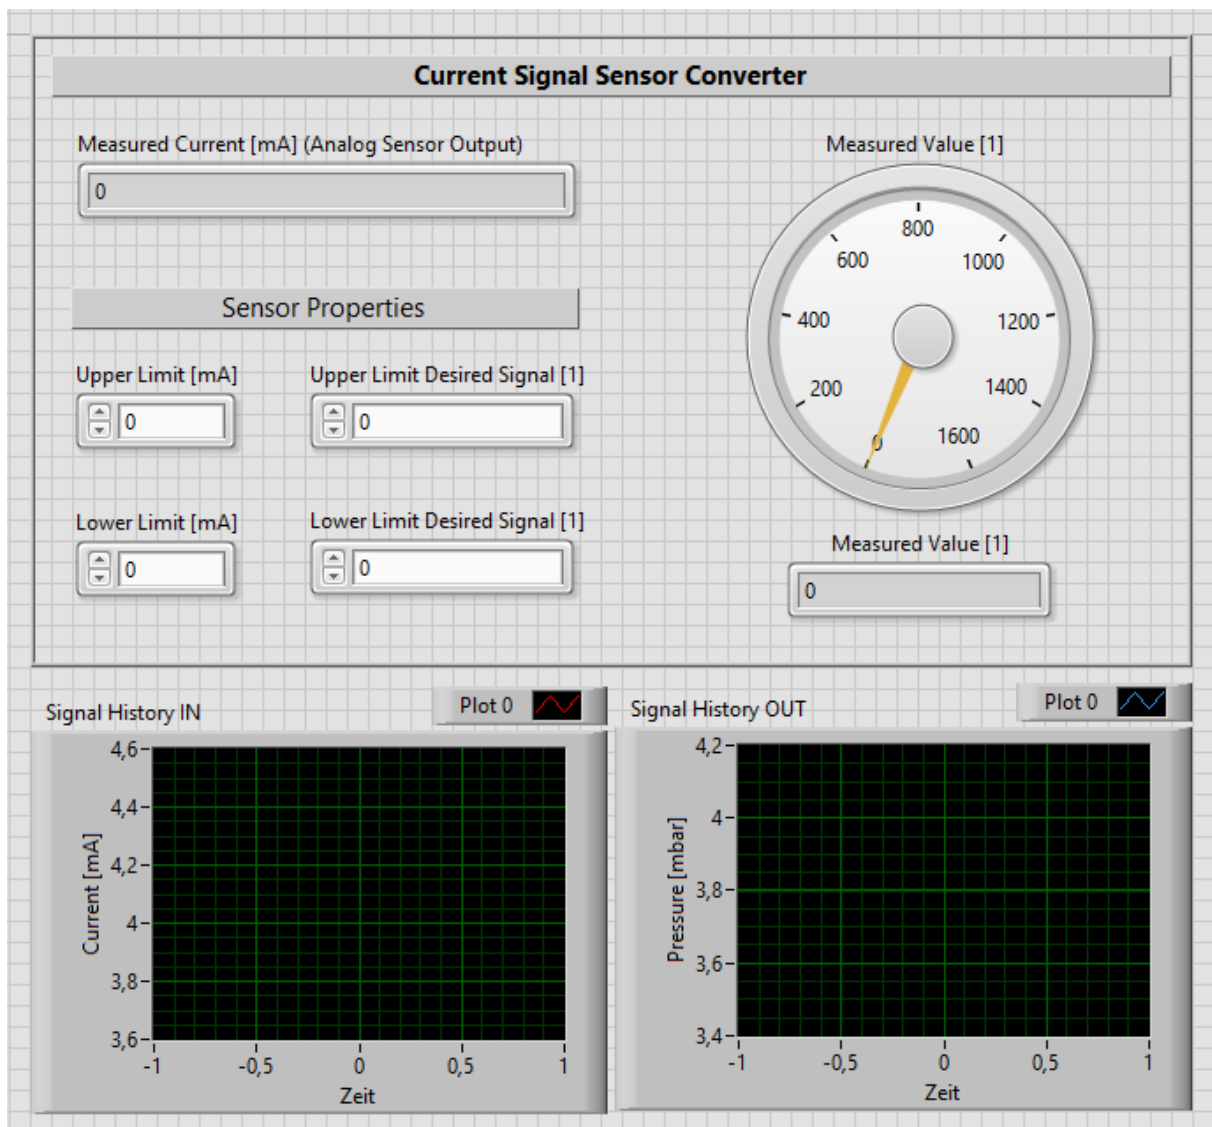 Current Signal Sensor Converter
Measured Current [mA] (Analog Sensor Output)
0
Sensor Properties
Upper Limit [mA]
0
Upper Limit Desired Signal [1]
0
Lower Limit [mA]
0
Lower Limit Desired Signal [1]
0
Measured Value [1]
0
200
400
600
800
1000
1200
1400
1600
Measured Value [1]
0
Signal History IN
Plot 0
Current [mA]
4,6
4,4
4,2
4
3,8
3,6
-1 -0,5 0 0,5 1
Zeit
Signal History OUT
Plot 0
Pressure [mbar]
4,2
4
3,8
3,6
3,4
-1 -0,5 0 0,5 1
Zeit